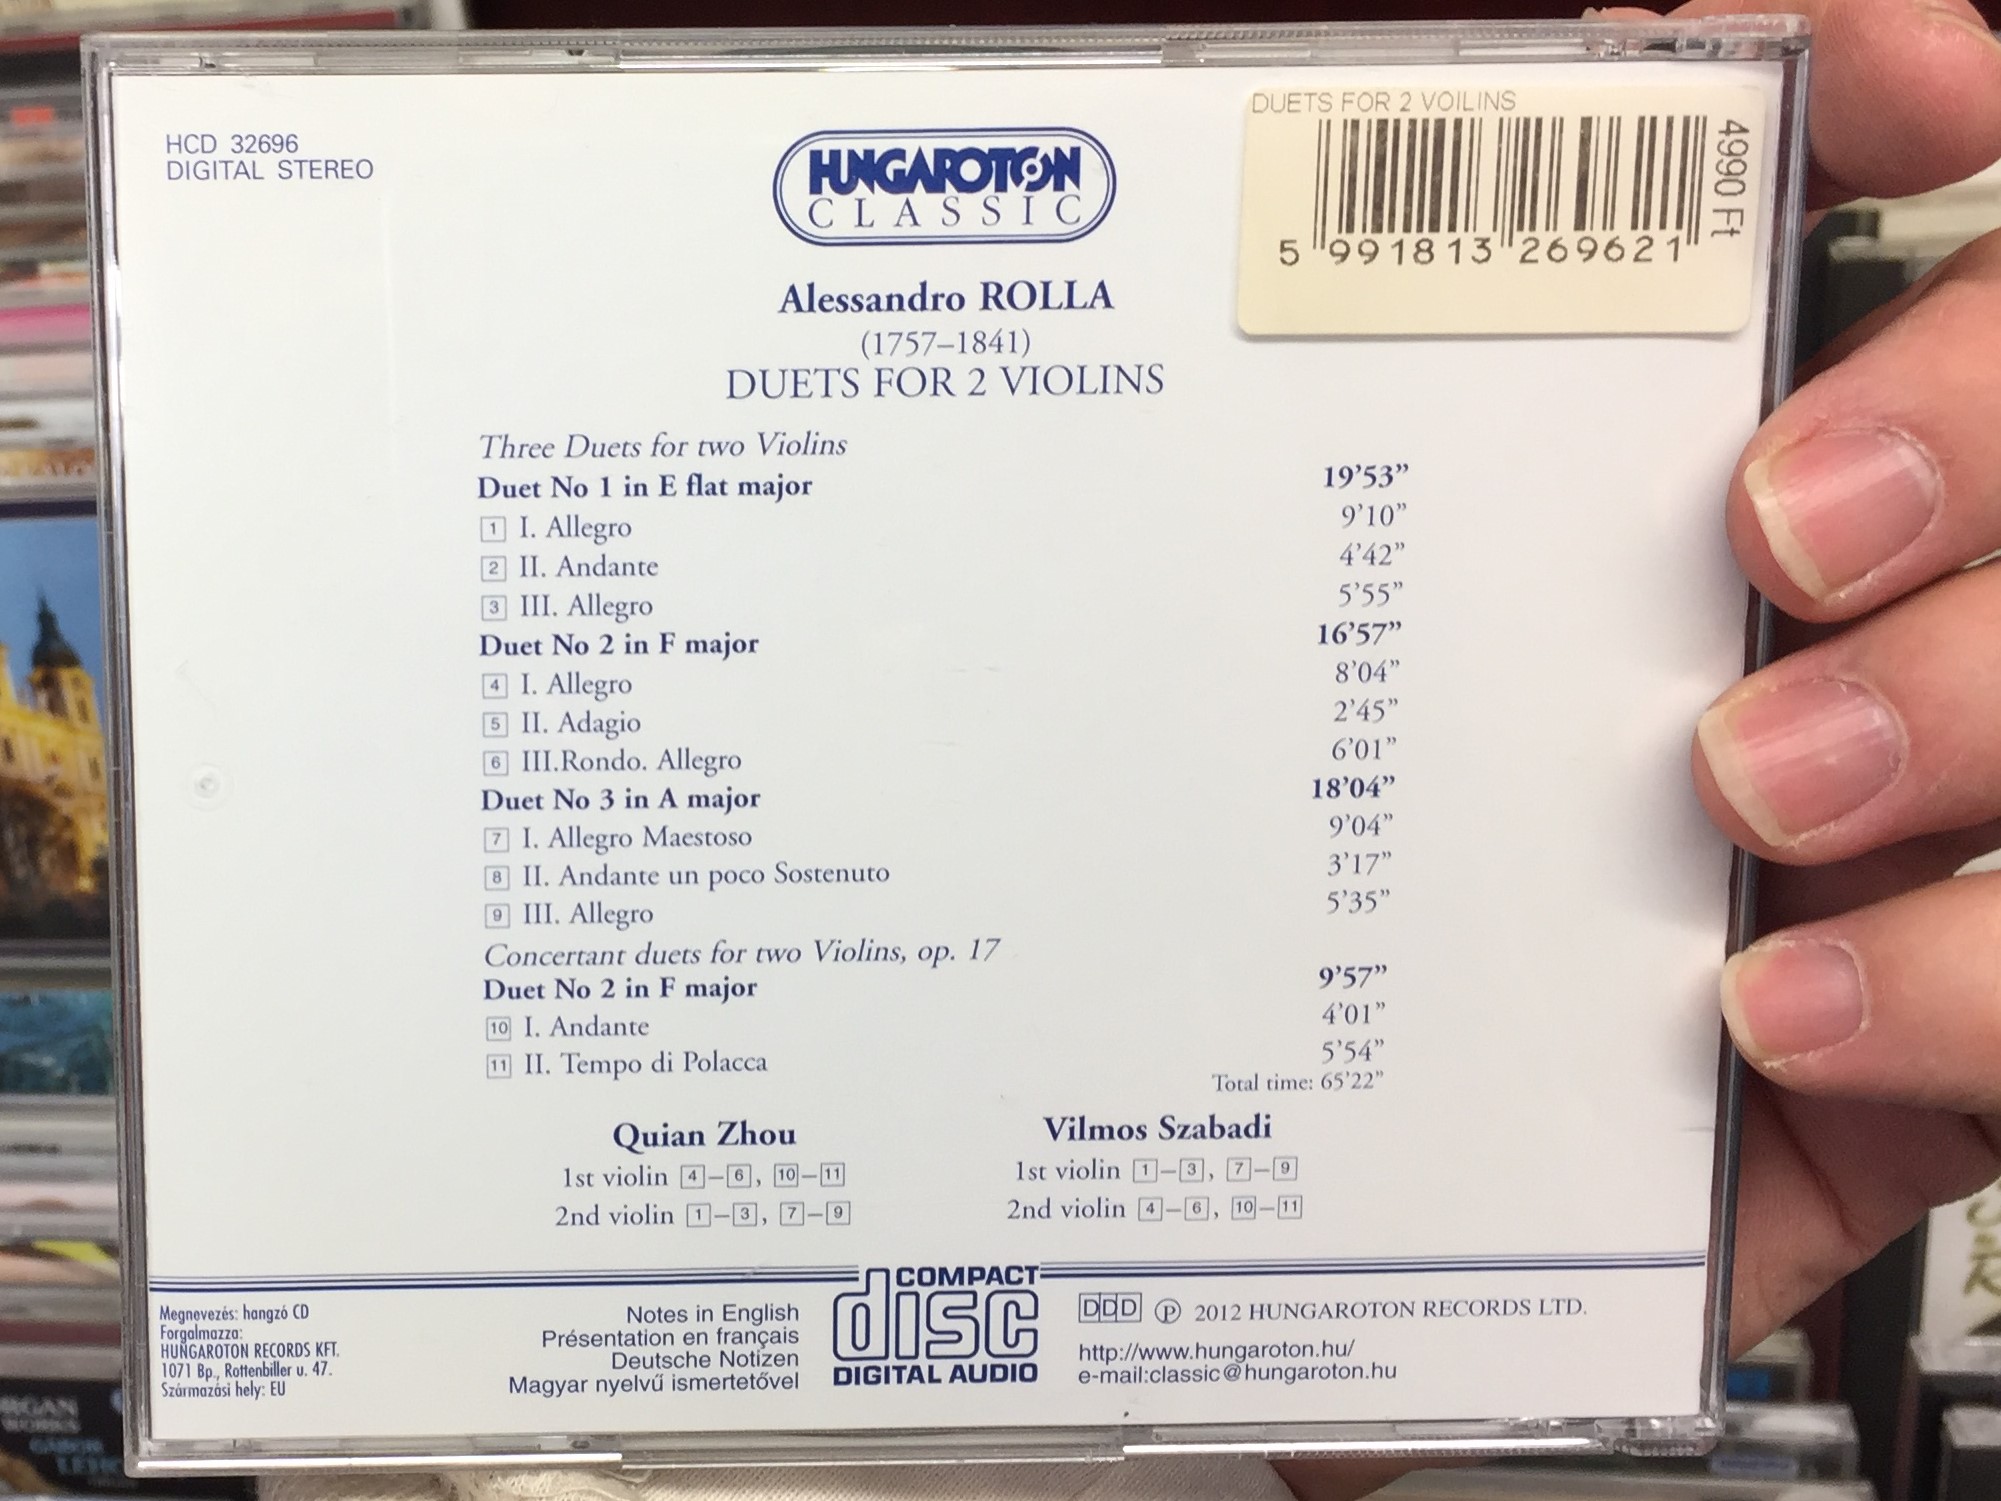 HCD 32696
DIGITAL STEREO
HUNGAROTON
CLASSIC
DUETS FOR 2 VOILINS
4990 Ft
5 991813 269621
Alessandro ROLLA
(1757–1841)
DUETS FOR 2 VIOLINS
Three Duets for two Violins
Duet No 1 in E flat major 19’53”
1 I. Allegro 9’10”
2 II. Andante 4’42”
3 III. Allegro 5’55”
Duet No 2 in F major 16’57”
4 I. Allegro 8’04”
5 II. Adagio 2’45”
6 III.Rondo. Allegro 6’01”
Duet No 3 in A major 18’04”
7 I. Allegro Maestoso 9’04”
8 II. Andante un poco Sostenuto 3’17”
9 III. Allegro 5’35”
Concertant duets for two Violins, op. 17
Duet No 2 in F major 9’57”
10 I. Andante 4’01”
11 II. Tempo di Polacca 5’54”
Total time: 65’22”
Quian Zhou
1st violin 4–6, 10–11
2nd violin 1–3, 7–9
Vilmos Szabadi
1st violin 1–3, 7–9
2nd violin 4–6, 10–11
Megnevezés: hangzó CD
Forgalmazza:
HUNGAROTON RECORDS KFT.
1071 Bp., Rottenbiller u. 47.
Származási hely: EU
Notes in English
Présentation en français
Deutsche Notizen
Magyar nyelvű ismertetővel
COMPACT
disc
DIGITAL AUDIO
DDD Ⓟ 2012 HUNGAROTON RECORDS LTD.
http://www.hungaroton.hu/
e-mail:classic@hungaroton.hu
RGAN
WORKS
GÁBOR